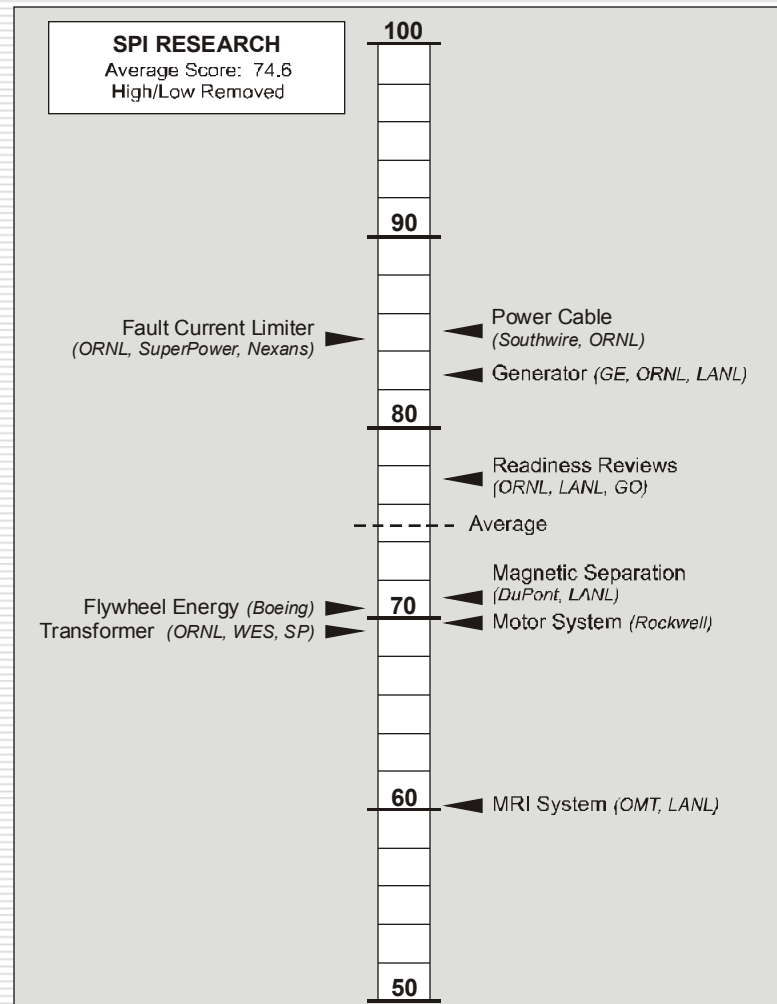 SPI RESEARCH
Average Score: 74.6
High/Low Removed
100
90
Fault Current Limiter
(ORNL, SuperPower, Nexans)
Power Cable
(Southwire, ORNL)
Generator (GE, ORNL, LANL)
80
Readiness Reviews
(ORNL, LANL, GO)
Average
Magnetic Separation
(DuPont, LANL)
Flywheel Energy (Boeing)
70
Motor System (Rockwell)
Transformer (ORNL, WES, SP)
60
MRI System (OMT, LANL)
50